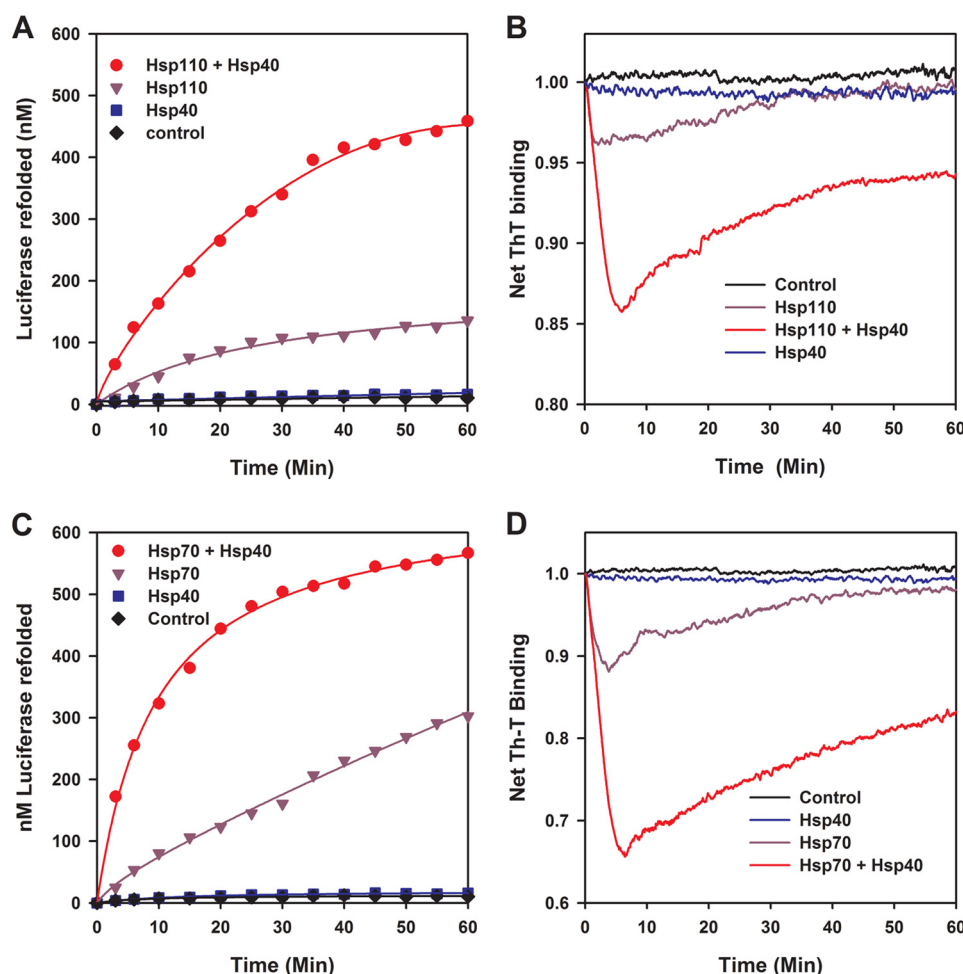 A
Luciferase refolded (nM)
600
500
400
300
200
100
0
Hsp110 + Hsp40
Hsp110
Hsp40
control
0 10 20 30 40 50 60
Time (Min)
B
Net ThT binding
1.00
0.95
0.90
0.85
0.80
Control
Hsp110
Hsp110 + Hsp40
Hsp40
0 10 20 30 40 50 60
Time (Min)
C
nM Luciferase refolded
600
500
400
300
200
100
0
Hsp70 + Hsp40
Hsp70
Hsp40
Control
0 10 20 30 40 50 60
Time (Min)
D
Net Th-T Binding
1.0
0.9
0.8
0.7
0.6
Control
Hsp40
Hsp70
Hsp70 + Hsp40
0 10 20 30 40 50 60
Time (Min)